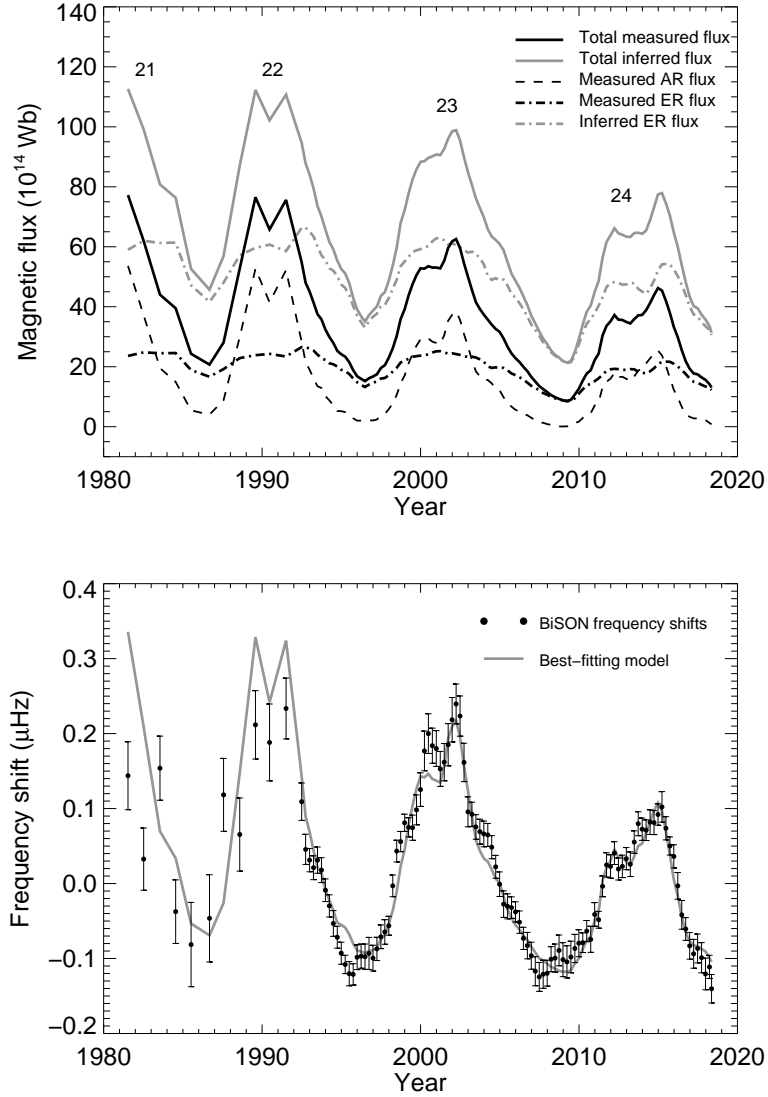 140
120
100
80
60
40
20
0
Magnetic flux (10¹⁴ Wb)
21
22
23
24
Total measured flux
Total inferred flux
Measured AR flux
Measured ER flux
Inferred ER flux
1980 1990 2000 2010 2020
Year
0.4
0.3
0.2
0.1
0.0
−0.1
−0.2
Frequency shift (μHz)
BiSON frequency shifts
Best−fitting model
1980 1990 2000 2010 2020
Year